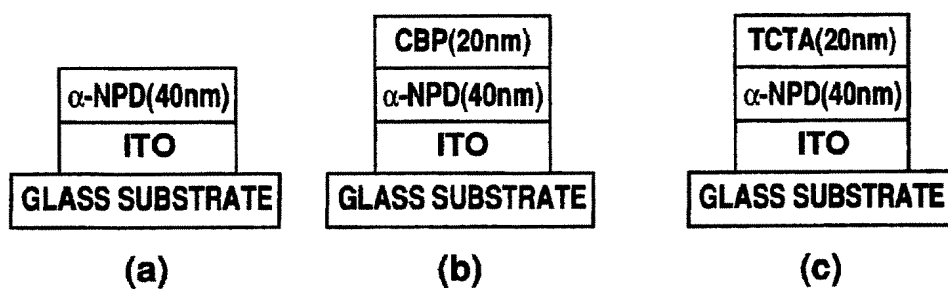 α-NPD(40nm)
ITO
GLASS SUBSTRATE
(a)
CBP(20nm)
α-NPD(40nm)
ITO
GLASS SUBSTRATE
(b)
TCTA(20nm)
α-NPD(40nm)
ITO
GLASS SUBSTRATE
(c)